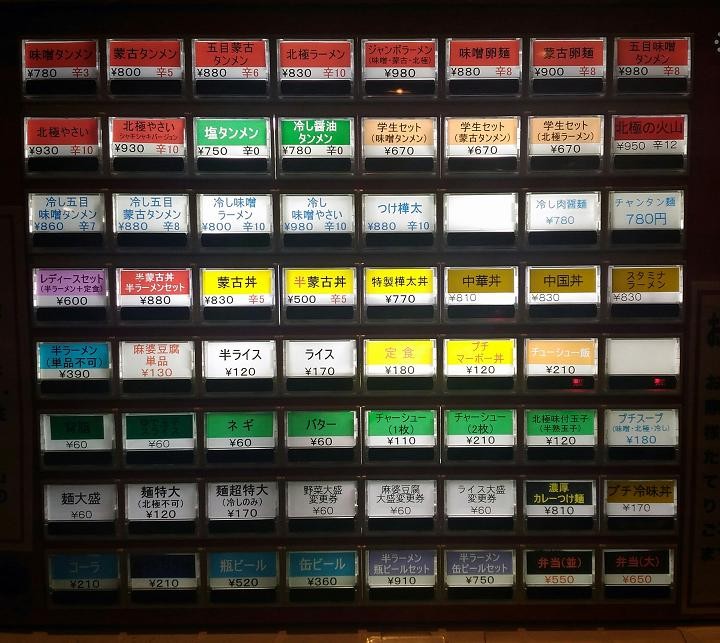 味噌タンメン
¥780 辛3
蒙古タンメン
¥800 辛5
五目蒙古
タンメン
¥880 辛6
北極ラーメン
¥830 辛10
ジャンボラーメン
(味噌・蒙古・北極)
¥980
味噌卵麺
¥880 辛8
蒙古卵麺
¥900 辛8
五目味噌
タンメン
¥980 辛8
北極やさい
¥930 辛10
北極やさい
シャキシャキバージョン
¥930 辛10
塩タンメン
¥750 辛0
冷し醤油
タンメン
¥780 辛0
学生セット
(味噌タンメン)
¥670
学生セット
(蒙古タンメン)
¥670
学生セット
(北極ラーメン)
¥670
北極の火山
¥950 辛12
冷し五目
味噌タンメン
¥860 辛7
冷し五目
蒙古タンメン
¥880 辛8
冷し味噌
ラーメン
¥800 辛10
冷し
味噌やさい
¥980 辛10
つけ樺太
¥880 辛10
冷し肉醤麺
¥780
チャンタン麺
780円
レディースセット
(半ラーメン+定食)
¥600
半蒙古丼
半ラーメンセット
¥880
蒙古丼
¥830 辛5
半蒙古丼
¥500 辛5
特製樺太丼
¥770
中華丼
¥810
中国丼
¥830
スタミナ
ラーメン
¥830
半ラーメン
(単品不可)
¥390
麻婆豆腐
単品
¥130
半ライス
¥120
ライス
¥170
定食
¥180
プチ
マーボー丼
¥120
チューシュー飯
¥210
背脂
¥60
¥60
ネギ
¥60
バター
¥60
チャーシュー
(1枚)
¥110
チャーシュー
(2枚)
¥210
北極味付玉子
(半熟玉子)
¥120
プチスープ
(味噌・北極・冷し)
¥180
麺大盛
¥60
麺特大
(北極不可)
¥120
麺超特大
(冷しのみ)
¥170
野菜大盛
変更券
¥60
麻婆豆腐
大盛変更券
¥60
ライス大盛
変更券
¥60
濃厚
カレーつけ麺
¥810
プチ冷味丼
¥170
コーラ
¥210
¥210
瓶ビール
¥520
缶ビール
¥360
半ラーメン
瓶ビールセット
¥910
半ラーメン
缶ビールセット
¥750
弁当(並)
¥550
弁当(大)
¥650